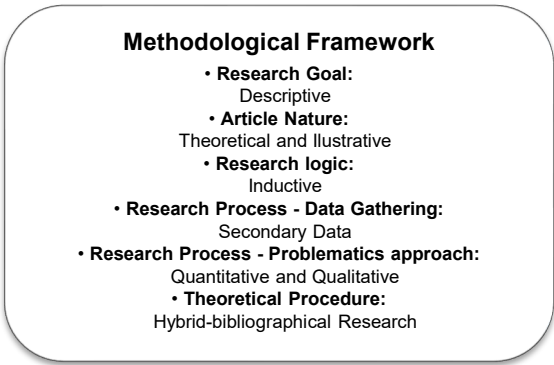 Methodological Framework
• Research Goal:
Descriptive
• Article Nature:
Theoretical and Ilustrative
• Research logic:
Inductive
• Research Process - Data Gathering:
Secondary Data
• Research Process - Problematics approach:
Quantitative and Qualitative
• Theoretical Procedure:
Hybrid-bibliographical Research